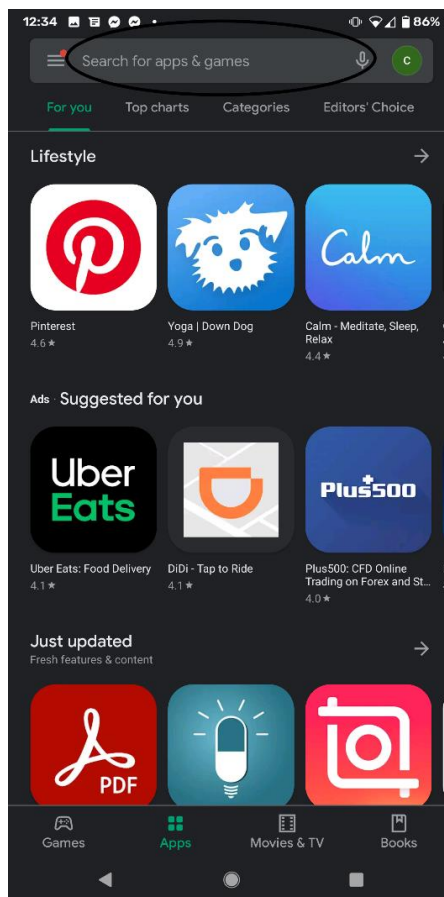 12:34
86%
Search for apps & games
C
For you Top charts Categories Editors' Choice
Lifestyle
Calm
Pinterest
4.6★
Yoga | Down Dog
4.9★
Calm - Meditate, Sleep,
Relax
4.4★
Ads · Suggested for you
Uber
Eats
Plus500
Uber Eats: Food Delivery
4.1★
DiDi - Tap to Ride
4.1★
Plus500: CFD Online
Trading on Forex and St...
4.0★
Just updated
Fresh features & content
PDF
Games Apps Movies & TV Books